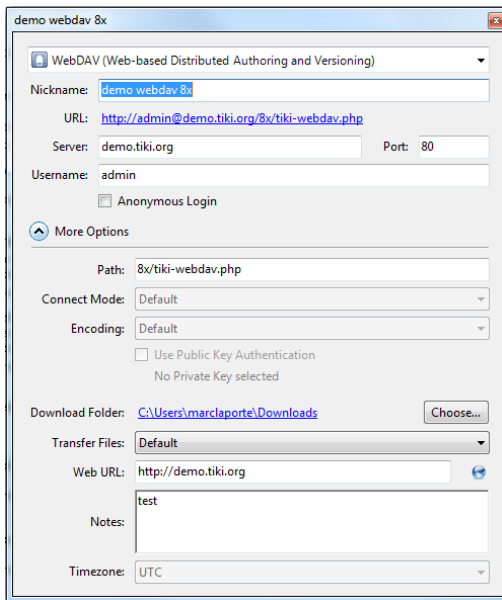 demo webdav 8x
WebDAV (Web-based Distributed Authoring and Versioning)
Nickname: demo webdav 8x
URL: http://admin@demo.tiki.org/8x/tiki-webdav.php
Server: demo.tiki.org Port: 80
Username: admin
Anonymous Login
More Options
Path: 8x/tiki-webdav.php
Connect Mode: Default
Encoding: Default
Use Public Key Authentication
No Private Key selected
Download Folder: C:\Users\marclaporte\Downloads Choose...
Transfer Files: Default
Web URL: http://demo.tiki.org
Notes: test
Timezone: UTC